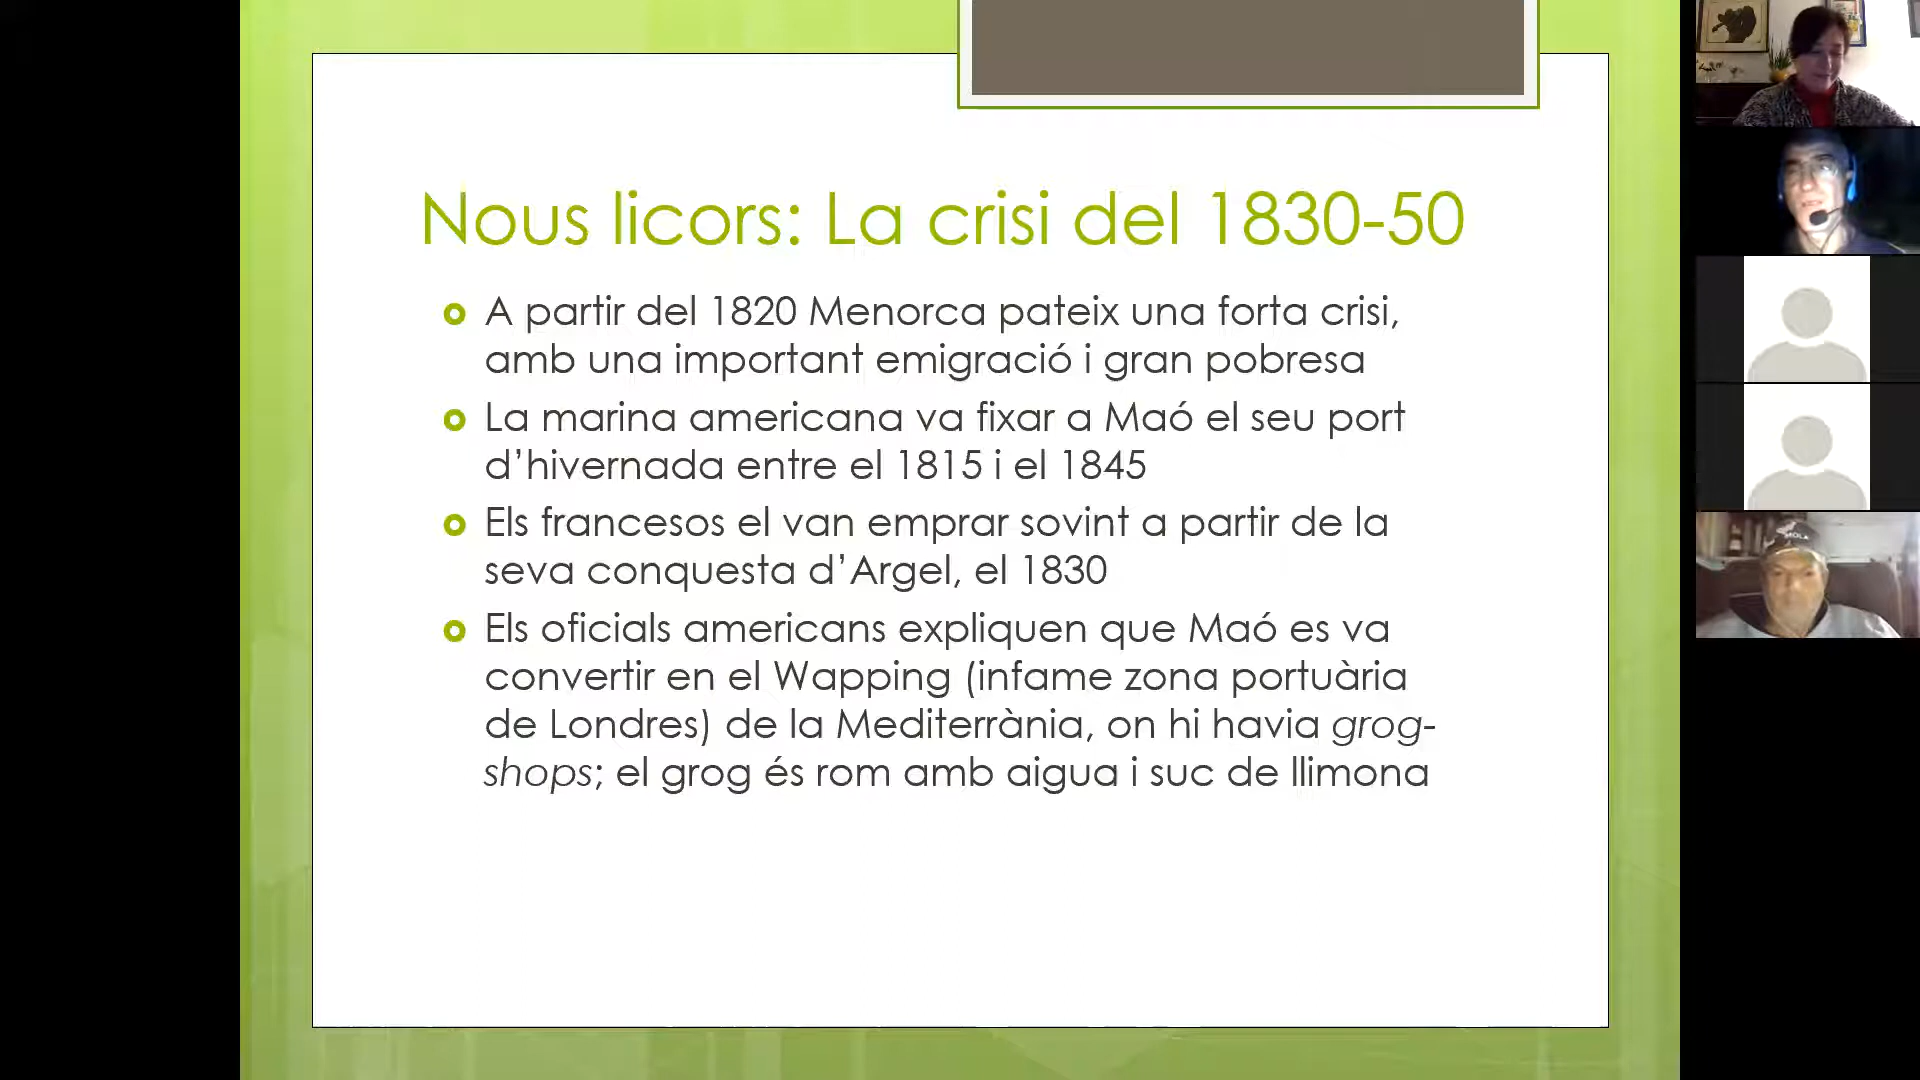 Nous licors: La crisi del 1830-50
A partir del 1820 Menorca pateix una forta crisi,
amb una important emigració i gran pobresa
La marina americana va fixar a Maó el seu port
d’hivernada entre el 1815 i el 1845
Els francesos el van emprar sovint a partir de la
seva conquesta d’Argel, el 1830
Els oficials americans expliquen que Maó es va
convertir en el Wapping (infame zona portuària
de Londres) de la Mediterrània, on hi havia grog-
shops; el grog és rom amb aigua i suc de llimona